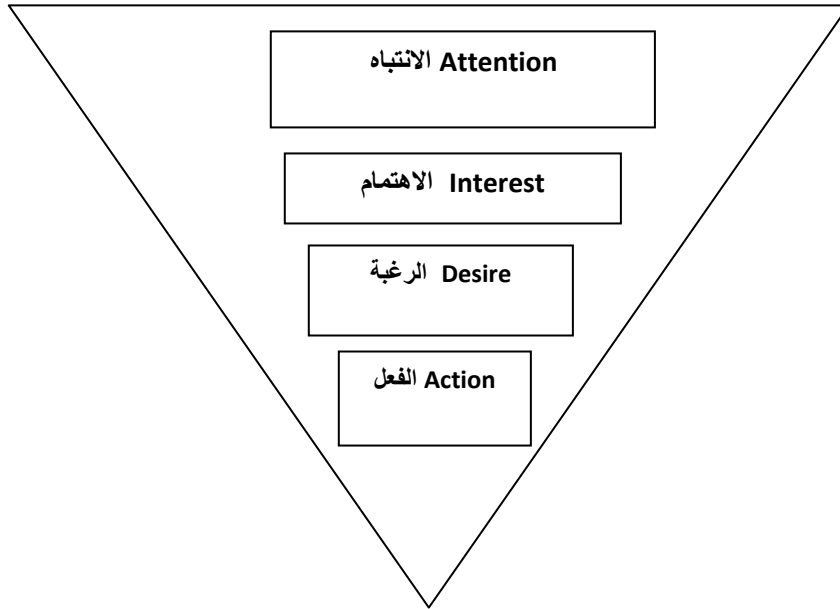 الانتباه Attention
الاهتمام Interest
الرغبة Desire
الفعل Action